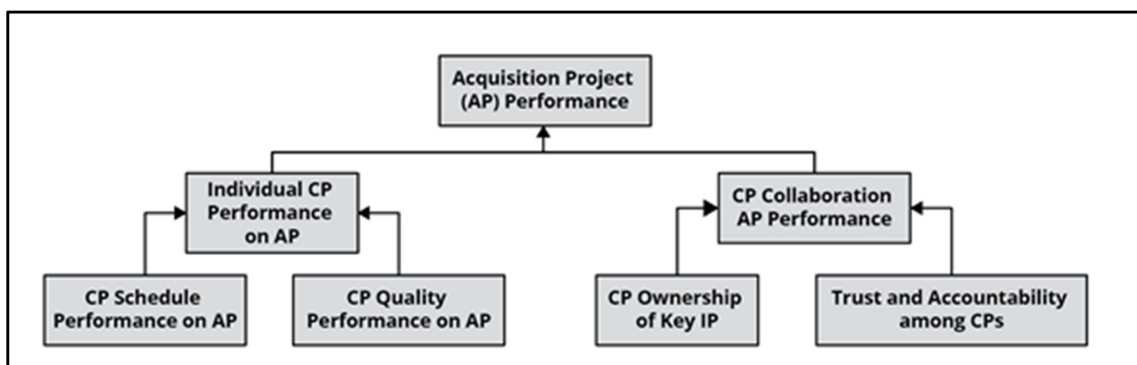 Acquisition Project
(AP) Performance
Individual CP
Performance
on AP
CP Collaboration
AP Performance
CP Schedule
Performance on AP
CP Quality
Performance on AP
CP Ownership
of Key IP
Trust and Accountability
among CPs